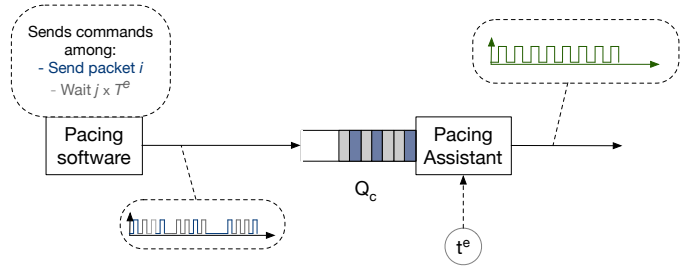 Sends commands
among:
- Send packet i
- Wait j x T^e
Pacing
software
Pacing
Assistant
Q_c
t^e